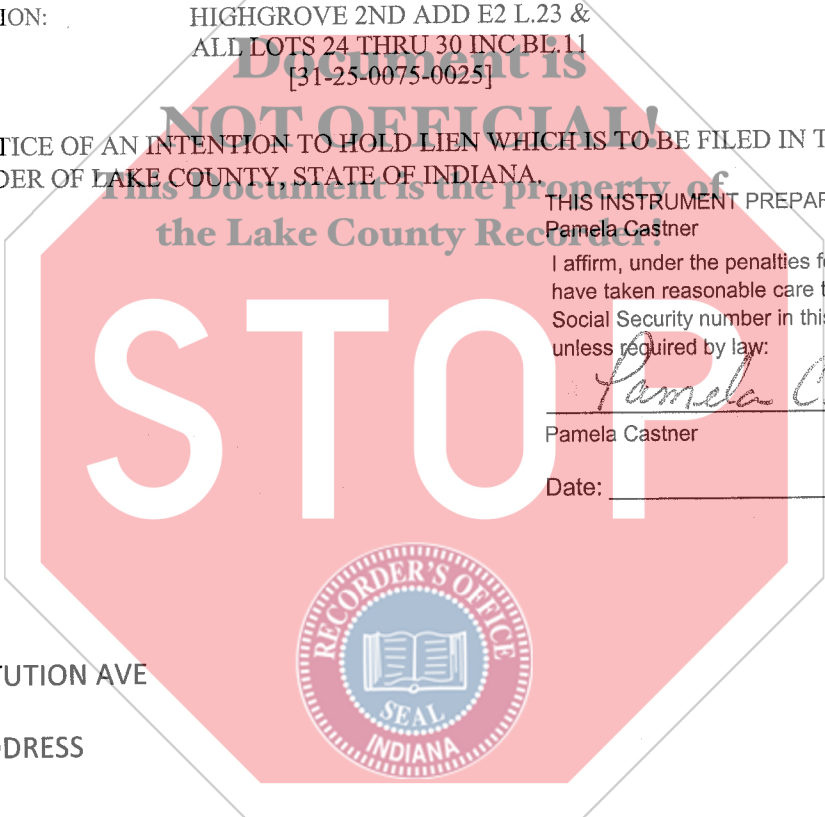 ION: HIGHGROVE 2ND ADD E2 L.23 &
ALL LOTS 24 THRU 30 INC BL.11
[31-25-0075-0025]
Document is
NOT OFFICIAL!
TICE OF AN INTENTION TO HOLD LIEN WHICH IS TO BE FILED IN T
DER OF LAKE COUNTY, STATE OF INDIANA.
This Document is the property of
the Lake County Recorder!
THIS INSTRUMENT PREPAR
Pamela Castner
I affirm, under the penalties f
have taken reasonable care t
Social Security number in this
unless required by law:
Pamela C
Pamela Castner
Date:
STOP
RECORDER'S OFFICE
SEAL
INDIANA
TUTION AVE
DRESS